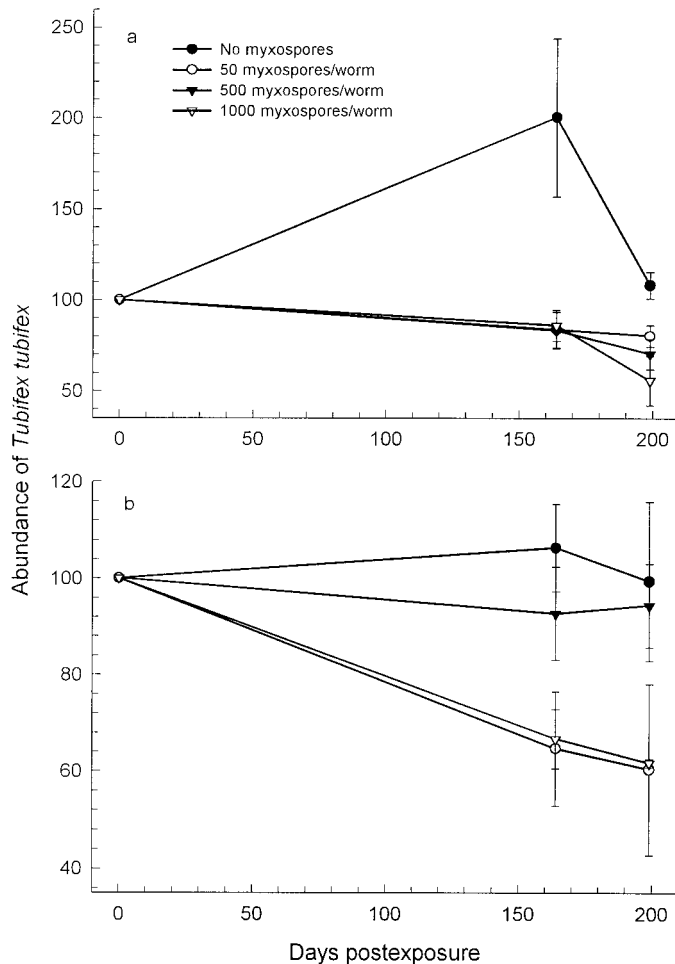 a
No myxospores
50 myxospores/worm
500 myxospores/worm
1000 myxospores/worm
250
200
150
100
50
0 50 100 150 200
Abundance of Tubifex tubifex
b
120
100
80
60
40
0 50 100 150 200
Days postexposure